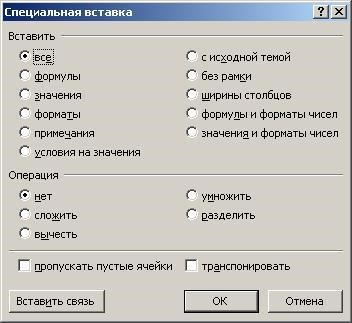 Специальная вставка
Вставить
все
с исходной темой
формулы
без рамки
значения
ширины столбцов
форматы
формулы и форматы чисел
примечания
значения и форматы чисел
условия на значения
Операция
нет
умножить
сложить
разделить
вычесть
пропускать пустые ячейки
транспонировать
Вставить связь
ОК
Отмена